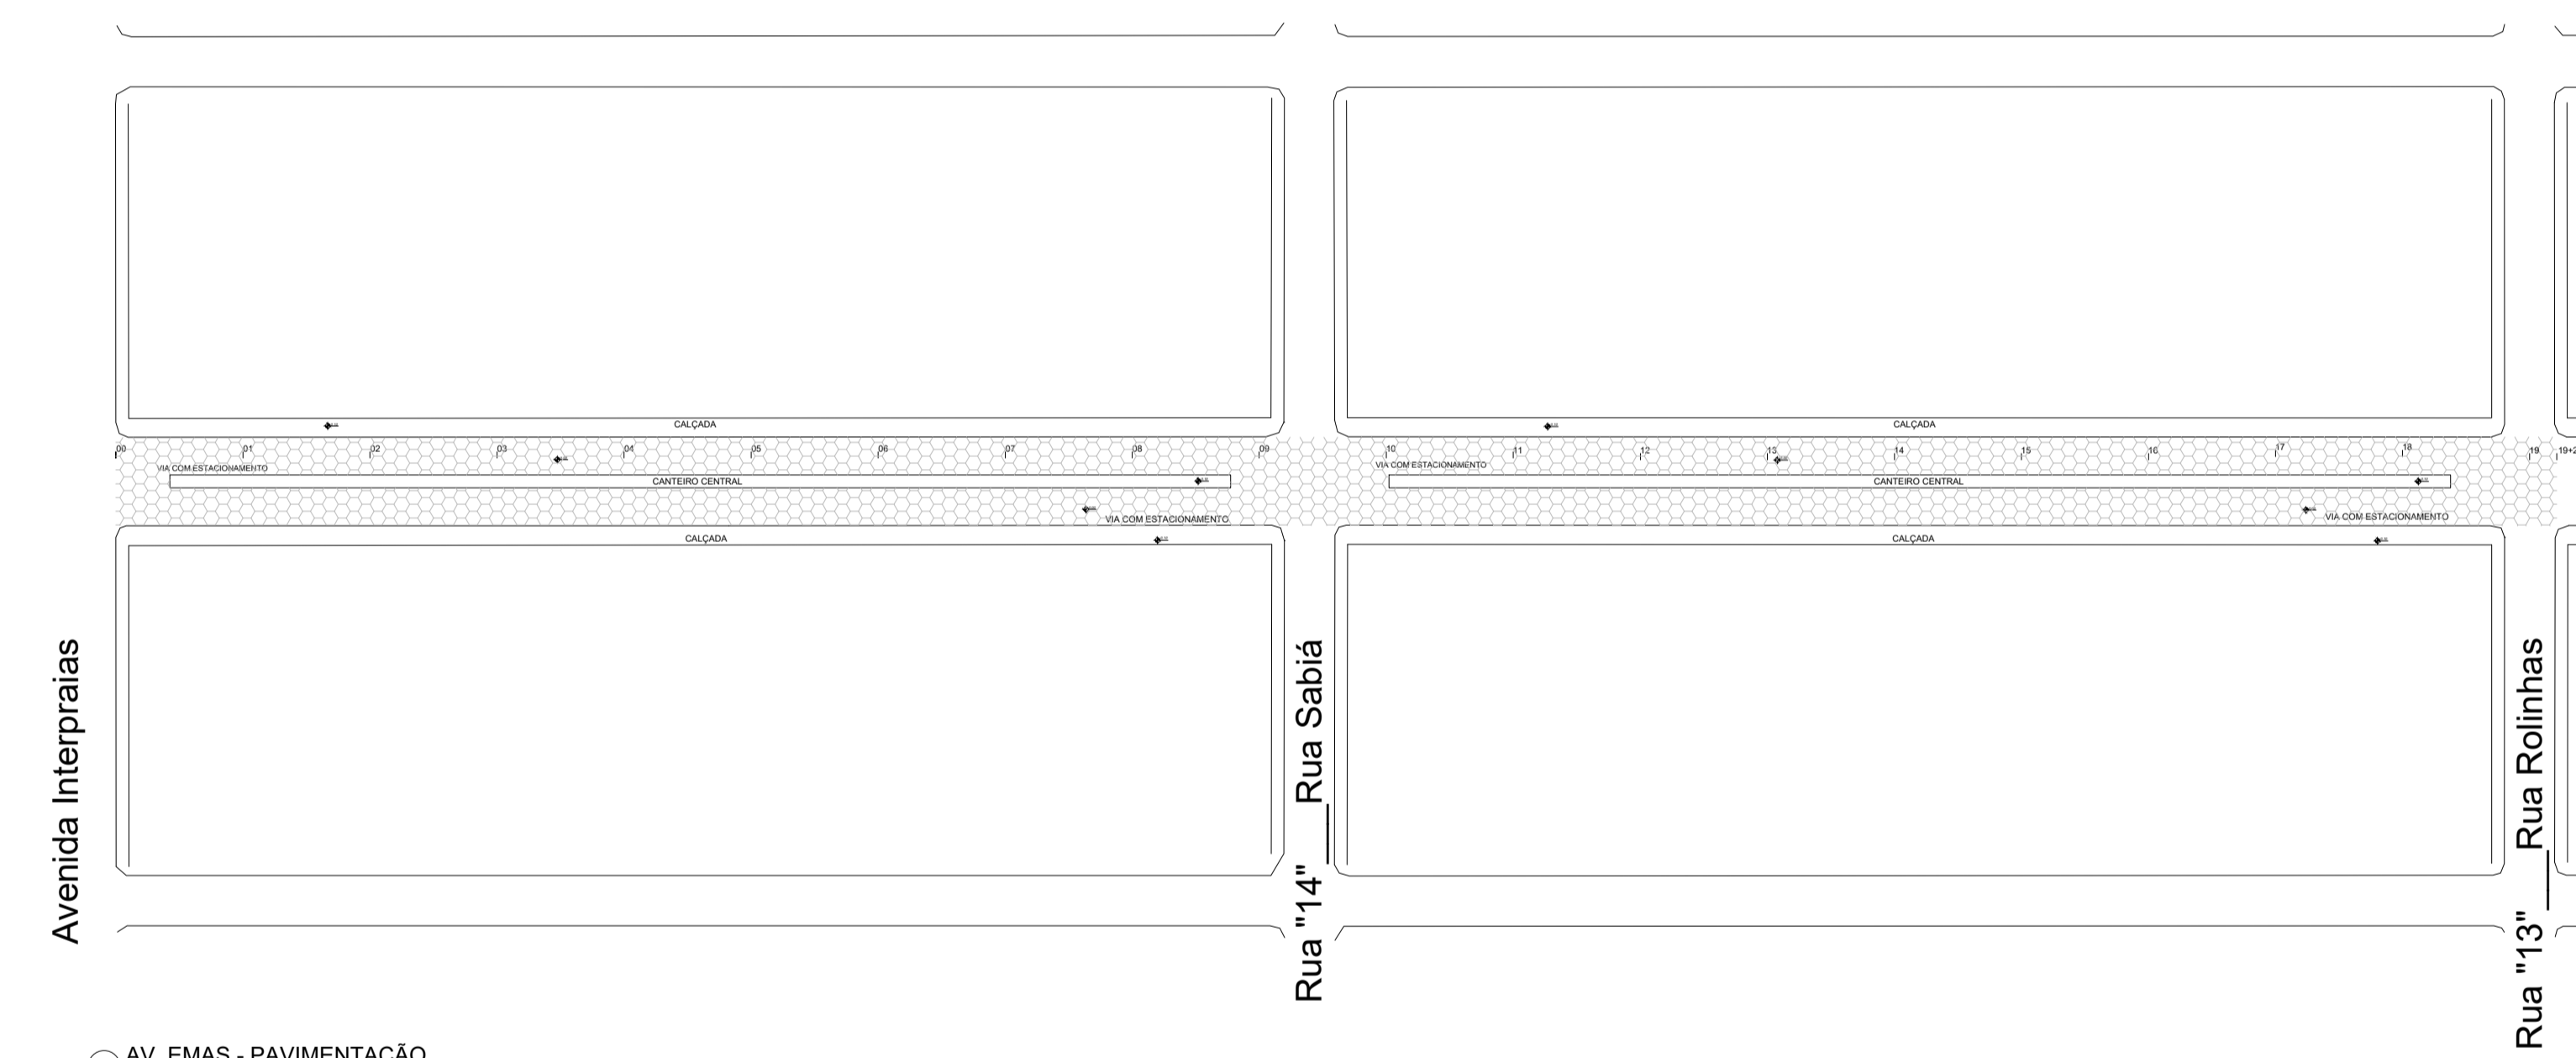 CALÇADA
CALÇADA
00 01 02 03 04 05 06 07 08 09 10 11 12 13 14 15 16 17 18 19
VIA COM ESTACIONAMENTO
VIA COM ESTACIONAMENTO
CANTEIRO CENTRAL
CANTEIRO CENTRAL
VIA COM ESTACIONAMENTO
VIA COM ESTACIONAMENTO
CALÇADA
CALÇADA
Avenida Interpraias
Rua "14" ___Rua Sabiá
Rua "13" ___Rua Rolinhas
AV. EMAS - PAVIMENTAÇÃO